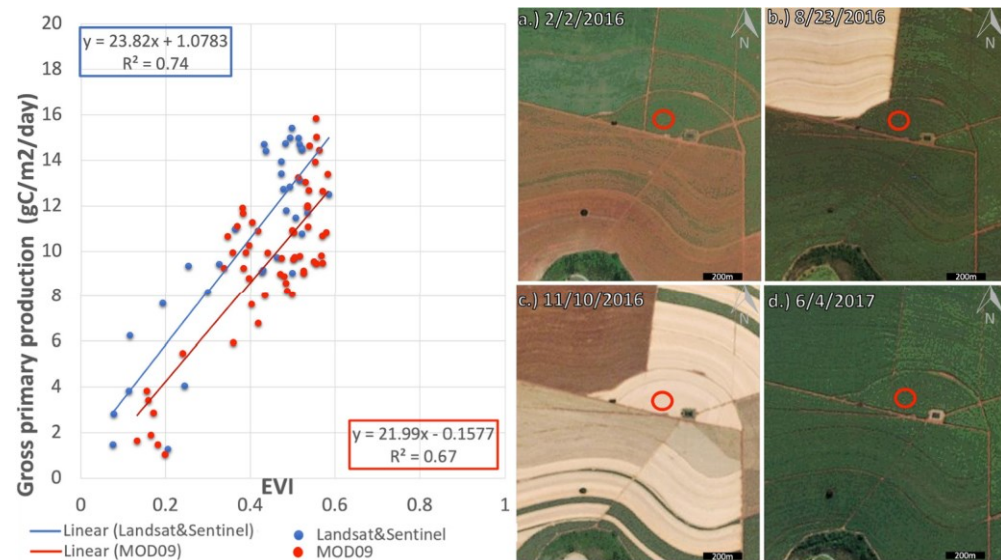 20
18
16
14
12
10
8
6
4
2
0
Gross primary production (gC/m2/day)
y = 23.82x + 1.0783
R² = 0.74
y = 21.99x - 0.1577
R² = 0.67
0 0.2 0.4 0.6 0.8 1
EVI
Linear (Landsat&Sentinel)
Landsat&Sentinel
Linear (MOD09)
MOD09
a.) 2/2/2016
N
200m
b.) 8/23/2016
N
200m
c.) 11/10/2016
N
200m
d.) 6/4/2017
N
200m